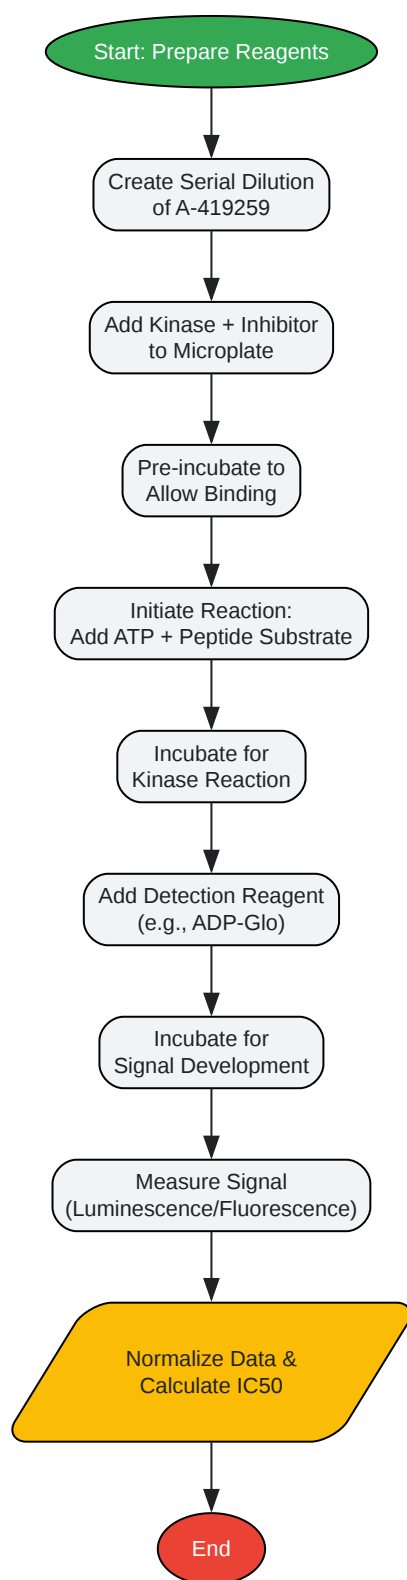 Start: Prepare Reagents
Create Serial Dilution
of A-419259
Add Kinase + Inhibitor
to Microplate
Pre-incubate to
Allow Binding
Initiate Reaction:
Add ATP + Peptide Substrate
Incubate for
Kinase Reaction
Add Detection Reagent
(e.g., ADP-Glo)
Incubate for
Signal Development
Measure Signal
(Luminescence/Fluorescence)
Normalize Data &
Calculate IC50
End